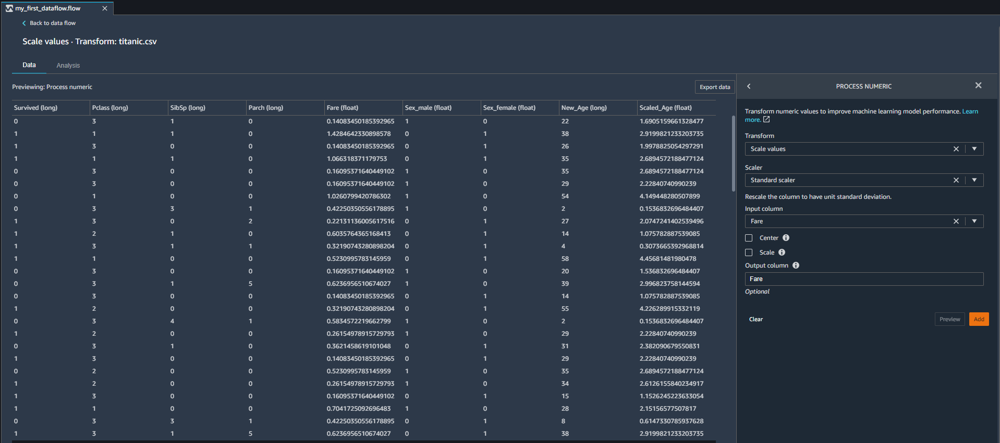 my_first_dataflow.flow
Back to data flow
Scale values · Transform: titanic.csv
Data Analysis
Previewing: Process numeric
Export data
Survived (long) Pclass (long) SibSp (long) Parch (long) Fare (float) Sex_male (float) Sex_female (float) New_Age (long) Scaled_Age (float)
0 3 1 0 0.14083450185392965 1 0 22 1.6905159661328477
1 1 1 0 1.4284642330898578 0 1 38 2.9199821233203735
1 3 0 0 0.14083450185392965 0 1 26 1.9978825054297291
1 1 1 0 1.066318371179753 0 1 35 2.6894572188477124
0 3 0 0 0.16095371640449102 1 0 35 2.6894572188477124
0 3 0 0 0.16095371640449102 1 0 29 2.22840740990239
0 1 0 0 1.0260799420786302 1 0 54 4.149448280507899
0 3 3 1 0.42250350556178895 1 0 2 0.1536832696484407
1 3 0 2 0.22131136005617516 0 1 27 2.0747241402539496
1 2 1 0 0.6035764365168413 0 1 14 1.075782887539085
1 3 1 1 0.32190743280898204 0 1 4 0.3073665392968814
1 1 0 0 0.5230995783145959 0 1 58 4.45681481980478
0 3 0 0 0.16095371640449102 1 0 20 1.536832696484407
0 3 1 5 0.6236956510674027 1 0 39 2.996823758144594
0 3 0 0 0.14083450185392965 0 1 14 1.075782887539085
1 2 0 0 0.32190743280898204 0 1 55 4.226289915332119
0 3 4 1 0.5834572219662799 1 0 2 0.1536832696484407
1 2 0 0 0.26154978915729793 1 0 29 2.22840740990239
0 3 1 0 0.3621458619101048 0 1 31 2.382090679550831
1 3 0 0 0.14083450185392965 0 1 29 2.22840740990239
0 2 0 0 0.5230995783145959 1 0 35 2.6894572188477124
1 2 0 0 0.26154978915729793 1 0 34 2.6126155840234917
1 3 0 0 0.16095371640449102 0 1 15 1.1526245223633054
1 1 0 0 0.7041725092696483 1 0 28 2.15156577507817
0 3 3 1 0.42250350556178895 0 1 8 0.6147330785937628
1 3 1 5 0.6236956510674027 0 1 38 2.9199821233203735
PROCESS NUMERIC
Transform numeric values to improve machine learning model performance. Learn
more.
Transform
Scale values
Scaler
Standard scaler
Rescale the column to have unit standard deviation.
Input column
Fare
Center
Scale
Output column
Fare
Optional
Clear Preview Add